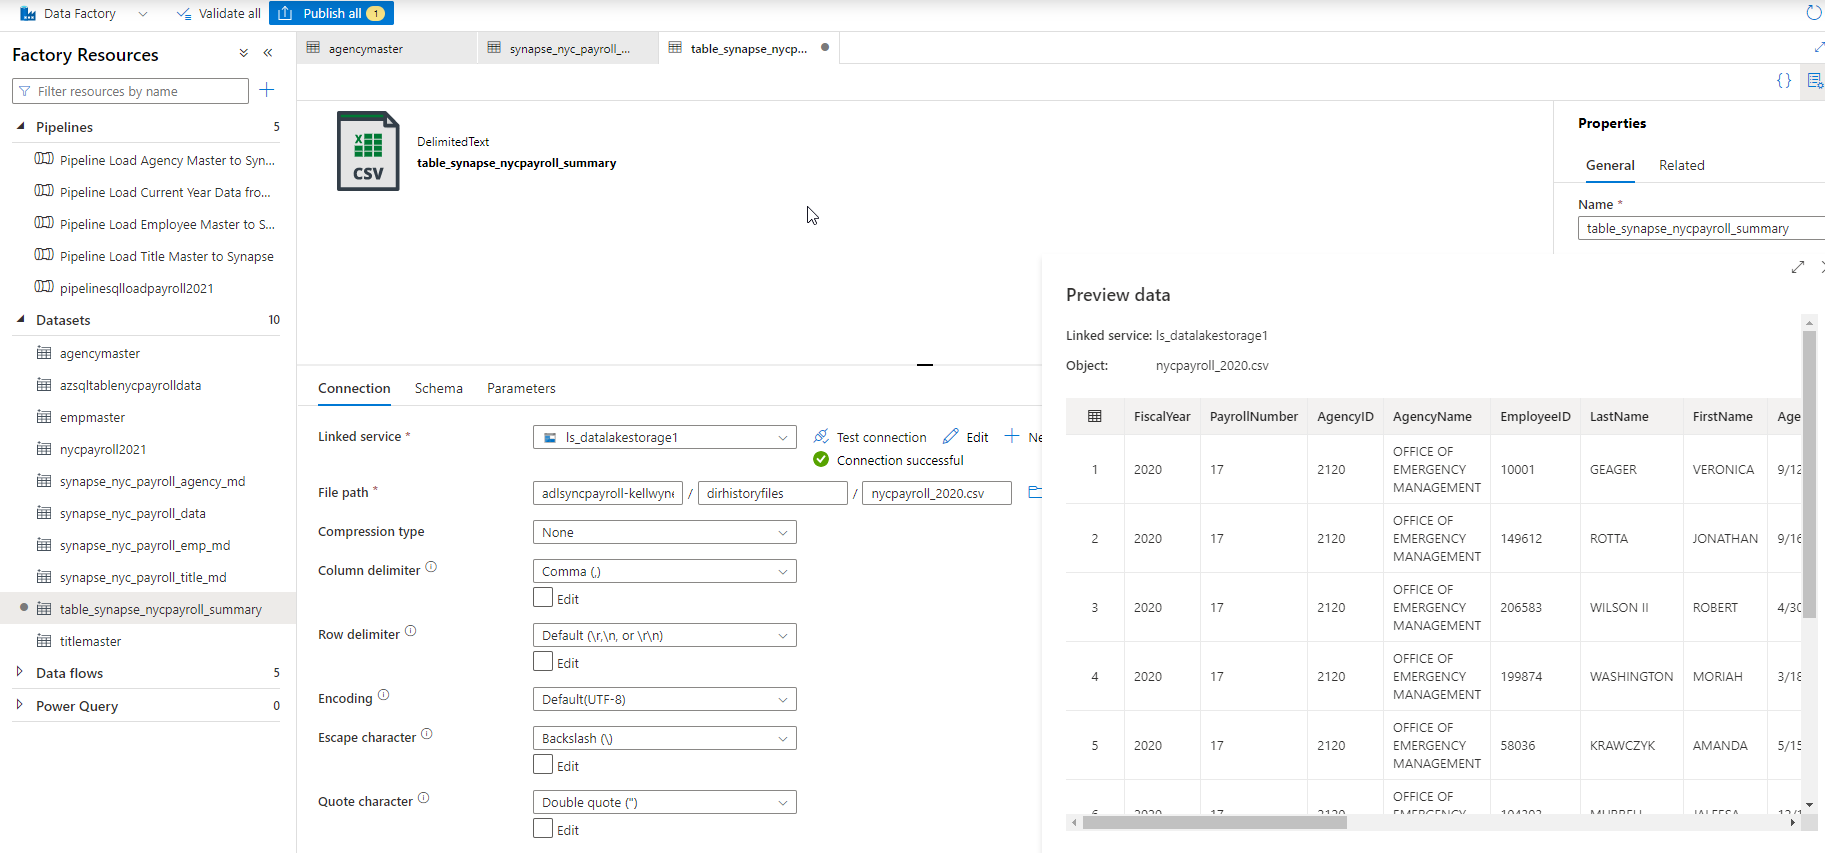 Data Factory
Validate all
Publish all 1
Factory Resources
Filter resources by name
Pipelines 5
Pipeline Load Agency Master to Syn...
Pipeline Load Current Year Data fro...
Pipeline Load Employee Master to S...
Pipeline Load Title Master to Synapse
pipelinesqlloadpayroll2021
Datasets 10
agencymaster
azsqltablenycpayrolldata
empmaster
nycpayroll2021
synapse_nyc_payroll_agency_md
synapse_nyc_payroll_data
synapse_nyc_payroll_emp_md
synapse_nyc_payroll_title_md
table_synapse_nycpayroll_summary
titlemaster
Data flows 5
Power Query 0
agencymaster
synapse_nyc_payroll_...
table_synapse_nycp...
{}
CSV
DelimitedText
table_synapse_nycpayroll_summary
Properties
General Related
Name *
table_synapse_nycpayroll_summary
Connection Schema Parameters
Linked service * ls_datalakestorage1 Test connection Edit Ne
Connection successful
File path * adlsyncpayroll-kellwyne / dirhistoryfiles / nycpayroll_2020.csv
Compression type None
Column delimiter Comma (,)
Edit
Row delimiter Default (\r,\n, or \r\n)
Edit
Encoding Default(UTF-8)
Escape character Backslash (\)
Edit
Quote character Double quote (")
Edit
Preview data
Linked service: ls_datalakestorage1
Object: nycpayroll_2020.csv
FiscalYear PayrollNumber AgencyID AgencyName EmployeeID LastName FirstName Age
1 2020 17 2120 OFFICE OF EMERGENCY MANAGEMENT 10001 GEAGER VERONICA 9/12
2 2020 17 2120 OFFICE OF EMERGENCY MANAGEMENT 149612 ROTTA JONATHAN 9/16
3 2020 17 2120 OFFICE OF EMERGENCY MANAGEMENT 206583 WILSON II ROBERT 4/30
4 2020 17 2120 OFFICE OF EMERGENCY MANAGEMENT 199874 WASHINGTON MORIAH 3/18
5 2020 17 2120 OFFICE OF EMERGENCY MANAGEMENT 58036 KRAWCZYK AMANDA 5/15
6 2020 17 2120 OFFICE OF EMERGENCY